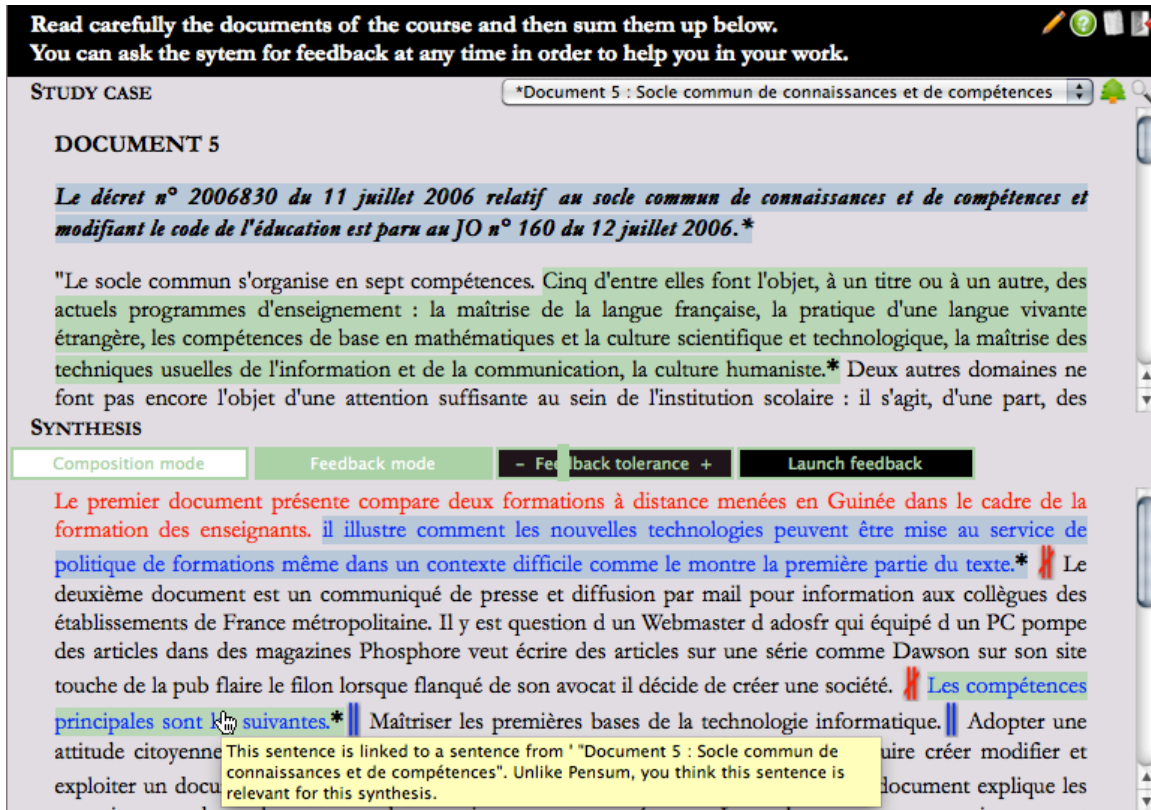 Read carefully the documents of the course and then sum them up below.
You can ask the sytem for feedback at any time in order to help you in your work.
STUDY CASE
*Document 5 : Socle commun de connaissances et de compétences
DOCUMENT 5
Le décret n° 2006830 du 11 juillet 2006 relatif au socle commun de connaissances et de compétences et
modifiant le code de l'éducation est paru au JO n° 160 du 12 juillet 2006.*
"Le socle commun s'organise en sept compétences. Cinq d'entre elles font l'objet, à un titre ou à un autre, des
actuels programmes d'enseignement : la maîtrise de la langue française, la pratique d'une langue vivante
étrangère, les compétences de base en mathématiques et la culture scientifique et technologique, la maîtrise des
techniques usuelles de l'information et de la communication, la culture humaniste.* Deux autres domaines ne
font pas encore l'objet d'une attention suffisante au sein de l'institution scolaire : il s'agit, d'une part, des
SYNTHESIS
Composition mode Feedback mode - Feedback tolerance + Launch feedback
Le premier document présente compare deux formations à distance menées en Guinée dans le cadre de la
formation des enseignants. il illustre comment les nouvelles technologies peuvent être mise au service de
politique de formations même dans un contexte difficile comme le montre la première partie du texte.* Le
deuxième document est un communiqué de presse et diffusion par mail pour information aux collègues des
établissements de France métropolitaine. Il y est question d un Webmaster d adosfr qui équipé d un PC pompe
des articles dans des magazines Phosphore veut écrire des articles sur une série comme Dawson sur son site
touche de la pub flaire le filon lorsque flanqué de son avocat il décide de créer une société. Les compétences
principales sont les suivantes.* Maîtriser les premières bases de la technologie informatique. Adopter une
attitude citoyenne uire créer modifier et
exploiter un docu document explique les
This sentence is linked to a sentence from ' "Document 5 : Socle commun de
connaissances et de compétences". Unlike Pensum, you think this sentence is
relevant for this synthesis.